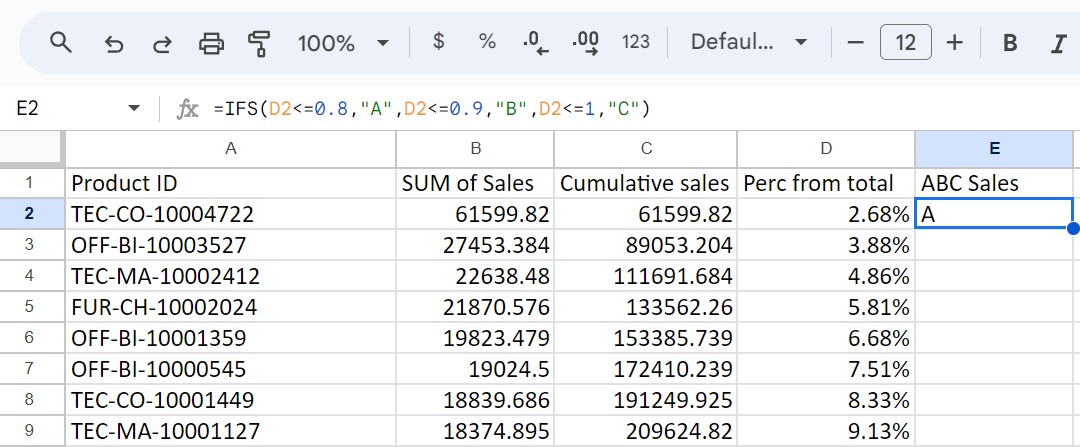 100% $ % .0 .00 123 Defaul... − 12 + B I
E2 fx =IFS(D2<=0.8,"A",D2<=0.9,"B",D2<=1,"C")
A B C D E
1 Product ID SUM of Sales Cumulative sales Perc from total ABC Sales
2 TEC-CO-10004722 61599.82 61599.82 2.68% A
3 OFF-BI-10003527 27453.384 89053.204 3.88%
4 TEC-MA-10002412 22638.48 111691.684 4.86%
5 FUR-CH-10002024 21870.576 133562.26 5.81%
6 OFF-BI-10001359 19823.479 153385.739 6.68%
7 OFF-BI-10000545 19024.5 172410.239 7.51%
8 TEC-CO-10001449 18839.686 191249.925 8.33%
9 TEC-MA-10001127 18374.895 209624.82 9.13%